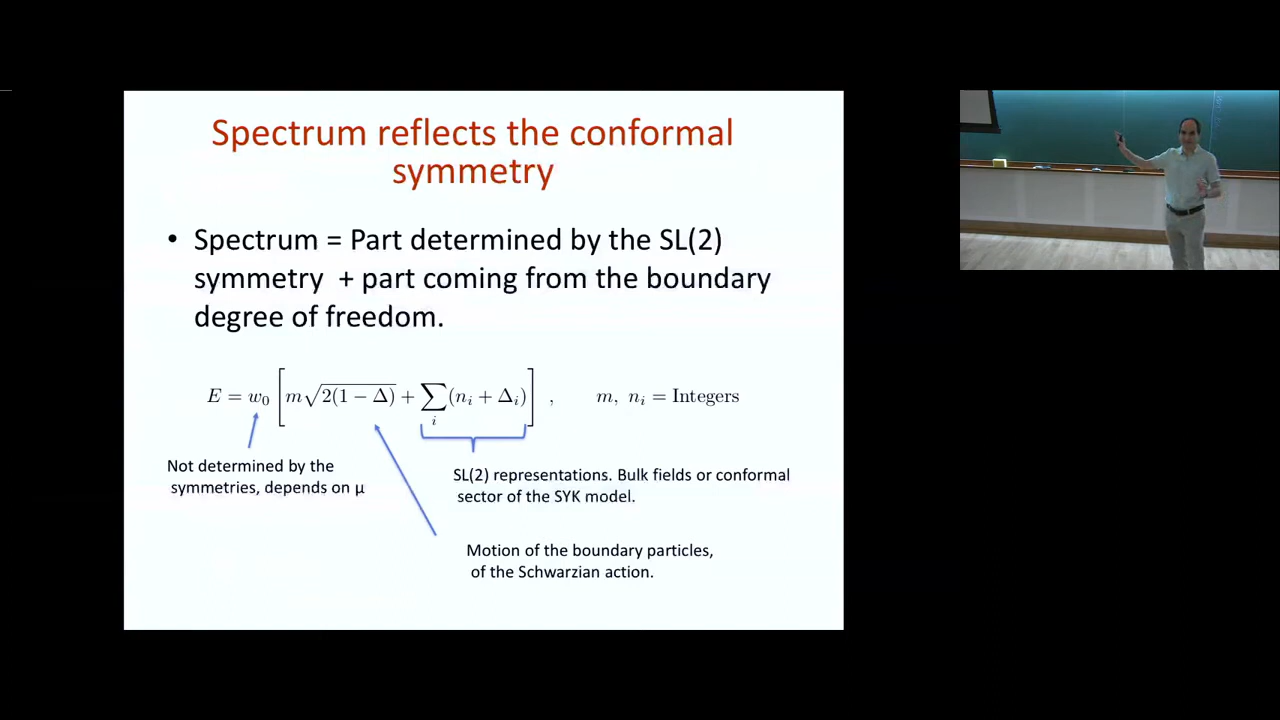 Spectrum reflects the conformal
symmetry
• Spectrum = Part determined by the SL(2)
symmetry + part coming from the boundary
degree of freedom.
E = w₀ [ m√(2(1 − Δ)) + ∑ᵢ (nᵢ + Δᵢ) ] , m, nᵢ = Integers
Not determined by the
symmetries, depends on μ
SL(2) representations. Bulk fields or conformal
sector of the SYK model.
Motion of the boundary particles,
of the Schwarzian action.